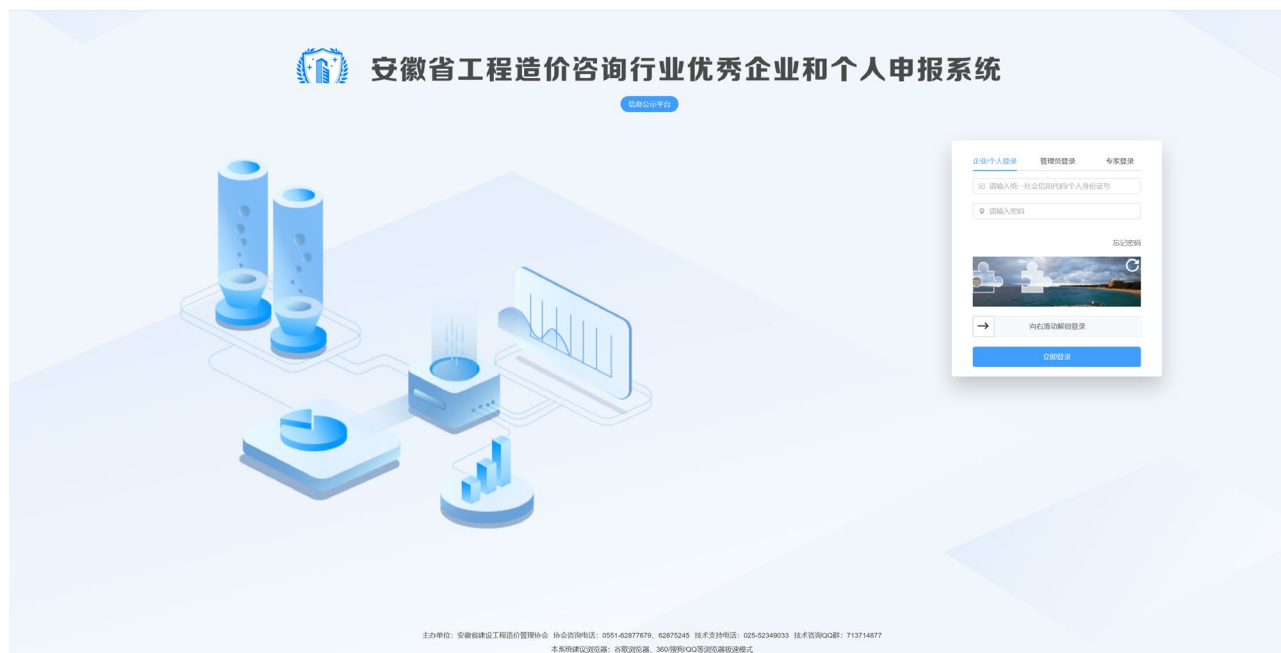 安徽省工程造价咨询行业优秀企业和个人申报系统
信息公示平台
企业/个人登录 管理员登录 专家登录
请输入统一社会信用代码/个人身份证号
请输入密码
忘记密码
向右滑动解锁登录
立即登录
主办单位：安徽省建设工程造价管理协会 协会咨询电话：0551-62877679、62875245 技术支持电话：025-52349033 技术咨询QQ群：713714877
本系统建议浏览器：谷歌浏览器、360/搜狗/QQ等浏览器极速模式